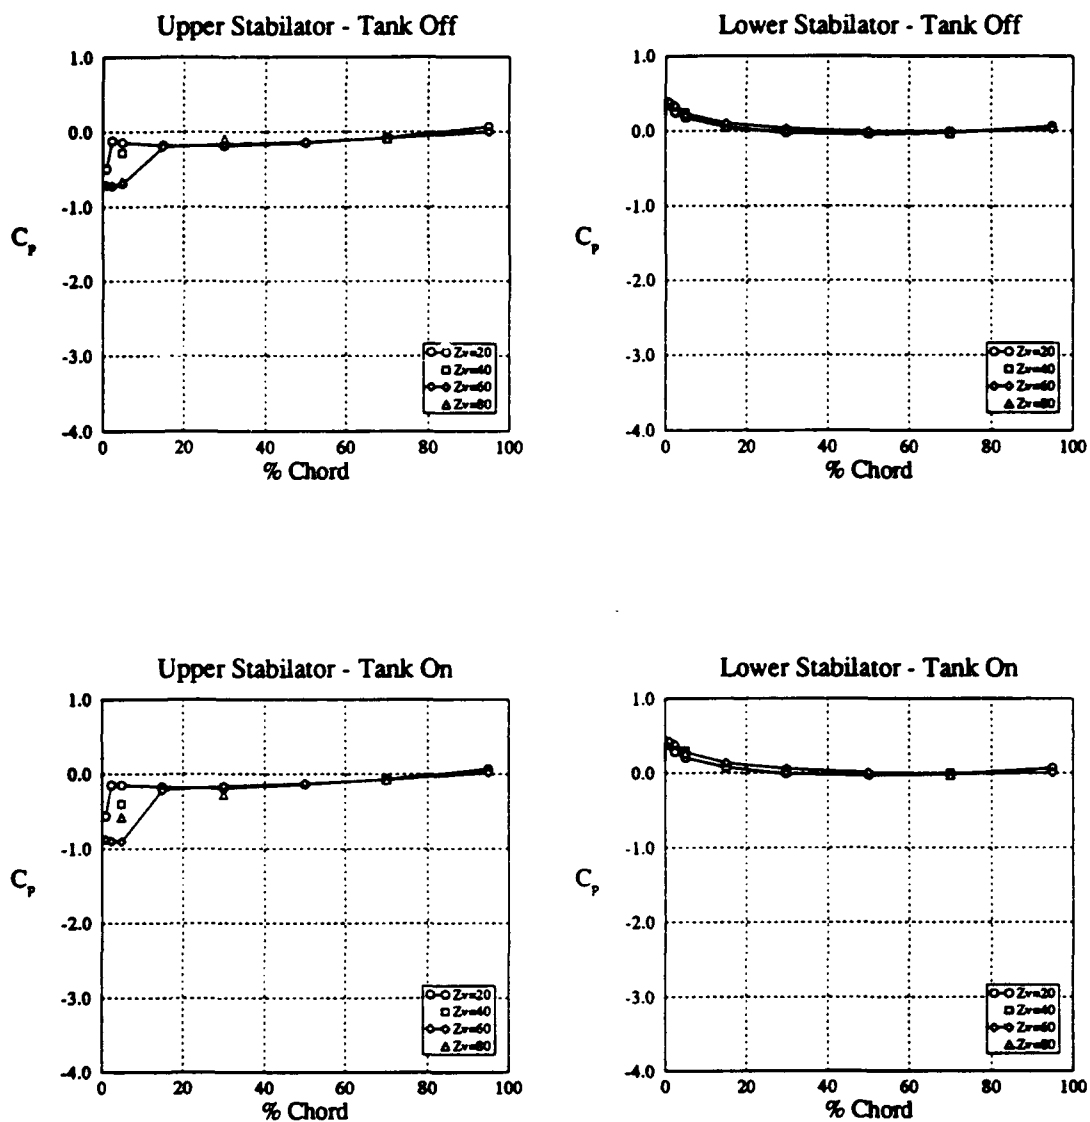 Upper Stabilator - Tank Off
1.0
0.0
-1.0
-2.0
-3.0
-4.0
Cp
0 20 40 60 80 100
% Chord
Zv=20
Zv=40
Zv=60
Zv=80
Lower Stabilator - Tank Off
1.0
0.0
-1.0
-2.0
-3.0
-4.0
Cp
0 20 40 60 80 100
% Chord
Zv=20
Zv=40
Zv=60
Zv=80
Upper Stabilator - Tank On
1.0
0.0
-1.0
-2.0
-3.0
-4.0
Cp
0 20 40 60 80 100
% Chord
Zv=20
Zv=40
Zv=60
Zv=80
Lower Stabilator - Tank On
1.0
0.0
-1.0
-2.0
-3.0
-4.0
Cp
0 20 40 60 80 100
% Chord
Zv=20
Zv=40
Zv=60
Zv=80